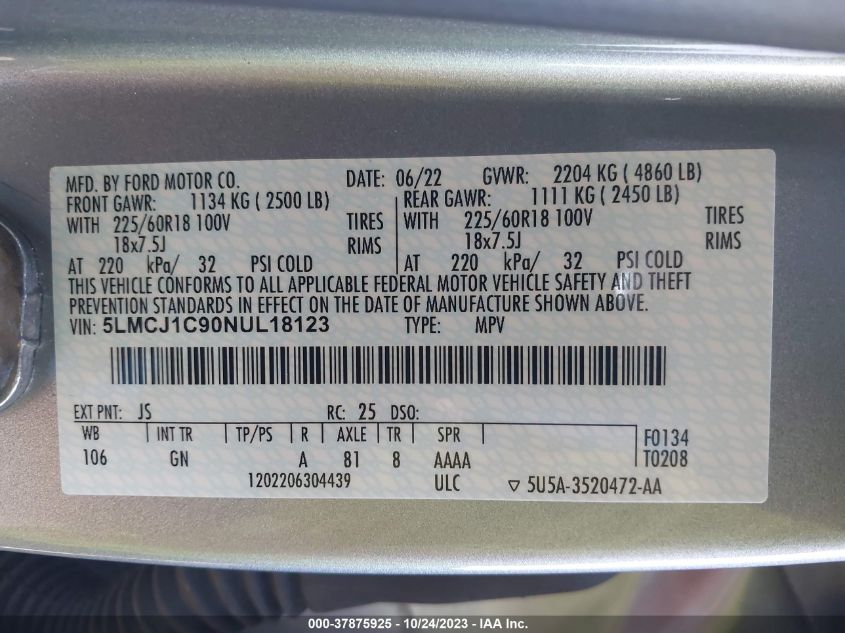 MFD. BY FORD MOTOR CO. DATE: 06/22 GVWR: 2204 KG ( 4860 LB)
FRONT GAWR: 1134 KG ( 2500 LB) REAR GAWR: 1111 KG ( 2450 LB)
WITH 225/60R18 100V TIRES WITH 225/60R18 100V TIRES
18x7.5J RIMS 18x7.5J RIMS
AT 220 kPa/ 32 PSI COLD AT 220 kPa/ 32 PSI COLD
THIS VEHICLE CONFORMS TO ALL APPLICABLE FEDERAL MOTOR VEHICLE SAFETY AND THEFT
PREVENTION STANDARDS IN EFFECT ON THE DATE OF MANUFACTURE SHOWN ABOVE.
VIN: 5LMCJ1C90NUL18123 TYPE: MPV
EXT PNT: JS RC: 25 DSO:
WB INT TR TP/PS R AXLE TR SPR F0134
106 GN A 81 8 AAAA T0208
1202206304439 ULC ▽ 5U5A-3520472-AA
000-37875925 - 10/24/2023 - IAA Inc.